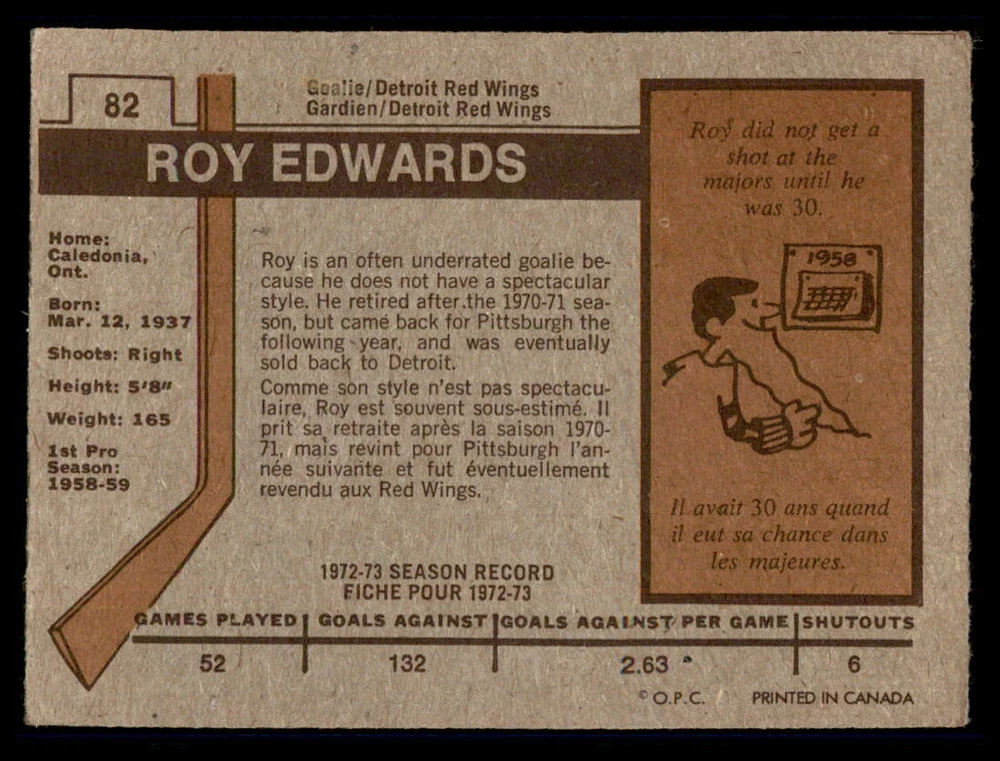 82
Goalie/Detroit Red Wings
Gardien/Detroit Red Wings
ROY EDWARDS
Home:
Caledonia,
Ont.
Born:
Mar. 12, 1937
Shoots: Right
Height: 5'8"
Weight: 165
1st Pro
Season:
1958-59
Roy is an often underrated goalie be-
cause he does not have a spectacular
style. He retired after the 1970-71 sea-
son, but came back for Pittsburgh the
following year, and was eventually
sold back to Detroit.
Comme son style n'est pas spectacu-
laire, Roy est souvent sous-estimé. Il
prit sa retraite après la saison 1970-
71, mais revint pour Pittsburgh l'an-
née suivante et fut éventuellement
revendu aux Red Wings.
Roy did not get a
shot at the
majors until he
was 30.
1958
Il avait 30 ans quand
il eut sa chance dans
les majeures.
1972-73 SEASON RECORD
FICHE POUR 1972-73
GAMES PLAYED GOALS AGAINST GOALS AGAINST PER GAME SHUTOUTS
52 132 2.63 6
© O.P.C. PRINTED IN CANADA